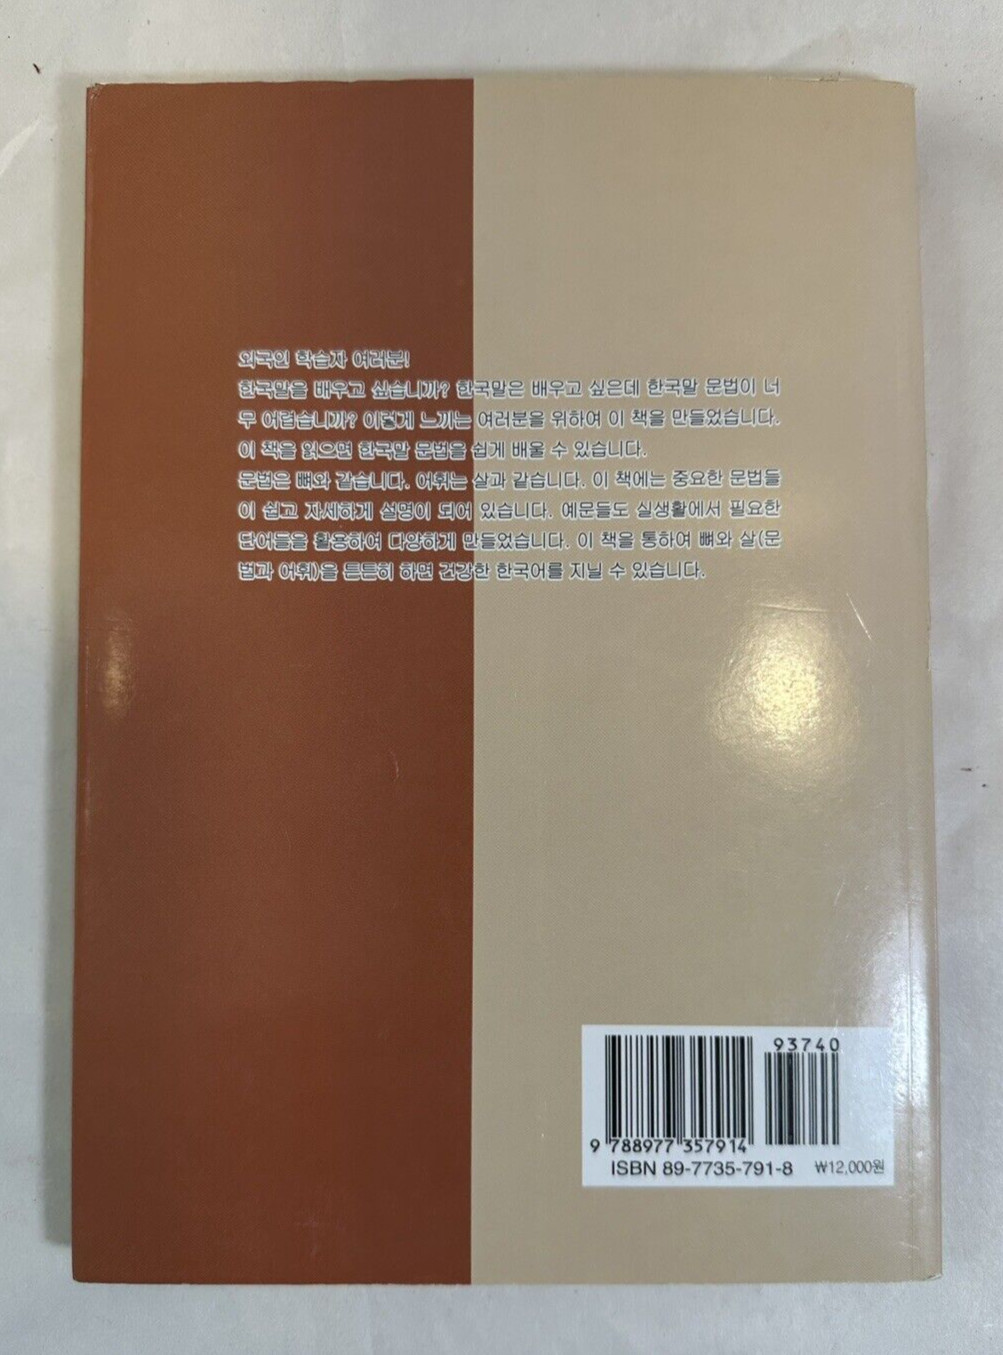 외국인 학습자 여러분!
한국말을 배우고 싶습니까? 한국말은 배우고 싶은데 한국말 문법이 너
무 어렵습니까? 이렇게 느끼는 여러분을 위하여 이 책을 만들었습니다.
이 책을 읽으면 한국말 문법을 쉽게 배울 수 있습니다.
문법은 뼈와 같습니다. 어휘는 살과 같습니다. 이 책에는 중요한 문법들
이 쉽고 자세하게 설명이 되어 있습니다. 예문들도 실생활에서 필요한
단어들을 활용하여 다양하게 만들었습니다. 이 책을 통하여 뼈와 살(문
법과 어휘)을 튼튼히 하면 건강한 한국어를 지닐 수 있습니다.
93740
9 788977 357914
ISBN 89-7735-791-8 ₩12,000원